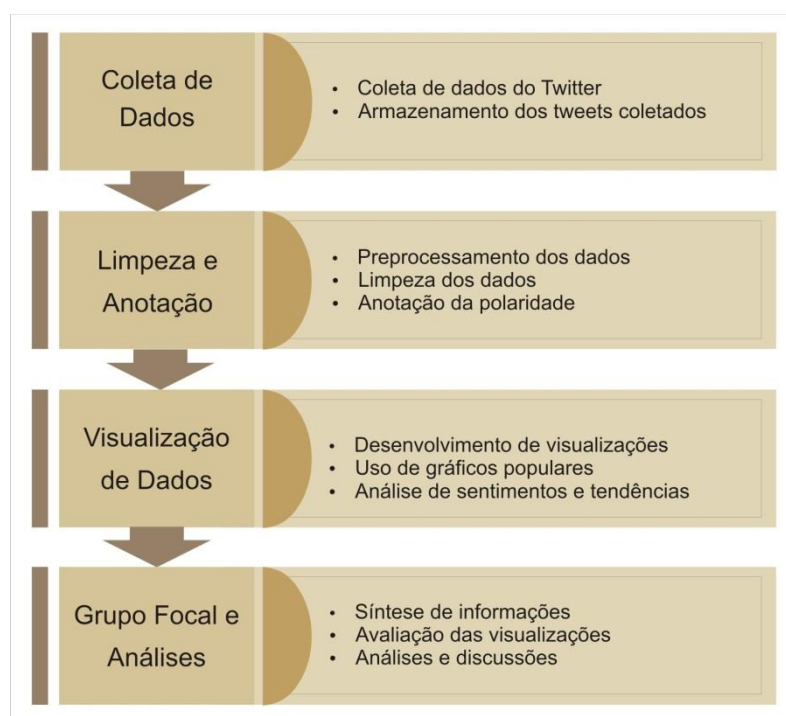 Coleta de
Dados
• Coleta de dados do Twitter
• Armazenamento dos tweets coletados
Limpeza e
Anotação
• Preprocessamento dos dados
• Limpeza dos dados
• Anotação da polaridade
Visualização
de Dados
• Desenvolvimento de visualizações
• Uso de gráficos populares
• Análise de sentimentos e tendências
Grupo Focal e
Análises
• Síntese de informações
• Avaliação das visualizações
• Análises e discussões